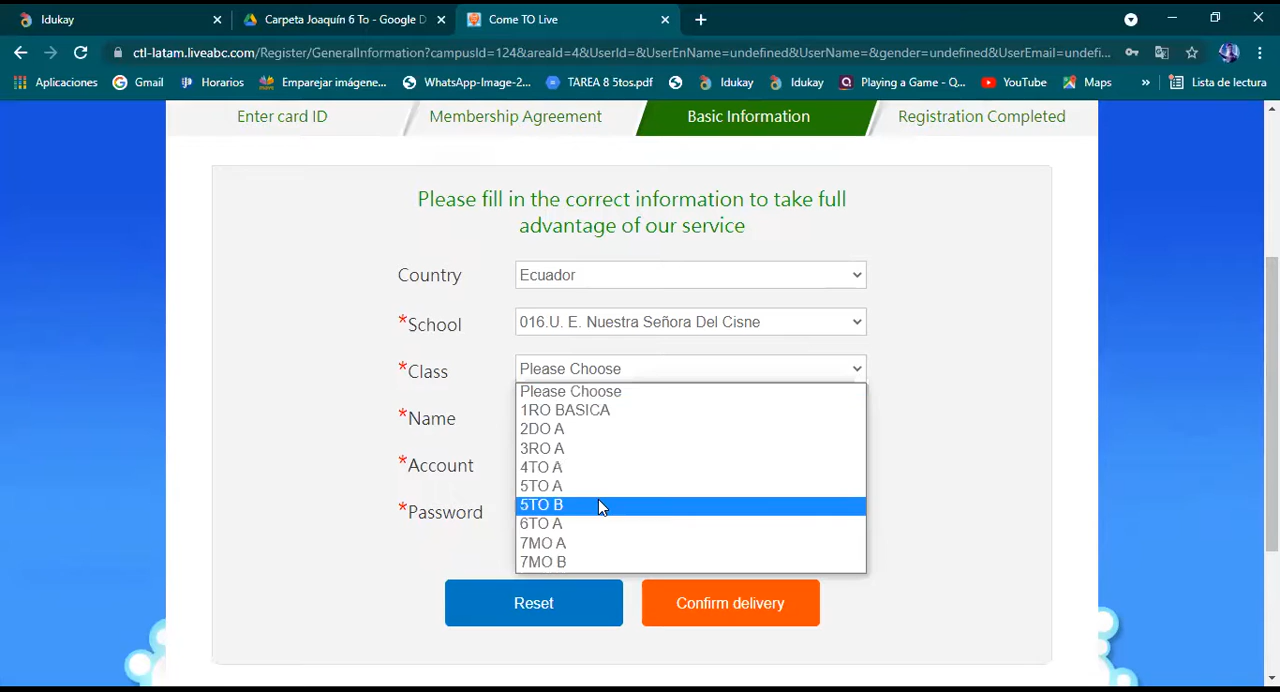 Idukay
Carpeta Joaquín 6 To - Google D
Come TO Live
ctl-latam.liveabc.com/Register/GeneralInformation?campusId=124&areaId=4&UserId=&UserEnName=undefined&UserName=&gender=undefined&UserEmail=undefi...
Aplicaciones
Gmail
Horarios
Emparejar imágene...
WhatsApp-Image-2...
TAREA 8 5tos.pdf
Idukay
Idukay
Playing a Game - Q...
YouTube
Maps
»
Lista de lectura
Enter card ID
Membership Agreement
Basic Information
Registration Completed
Please fill in the correct information to take full
advantage of our service
Country
Ecuador
*School
016.U. E. Nuestra Señora Del Cisne
*Class
Please Choose
Please Choose
1RO BASICA
2DO A
3RO A
4TO A
5TO A
5TO B
6TO A
7MO A
7MO B
*Name
*Account
*Password
Reset
Confirm delivery